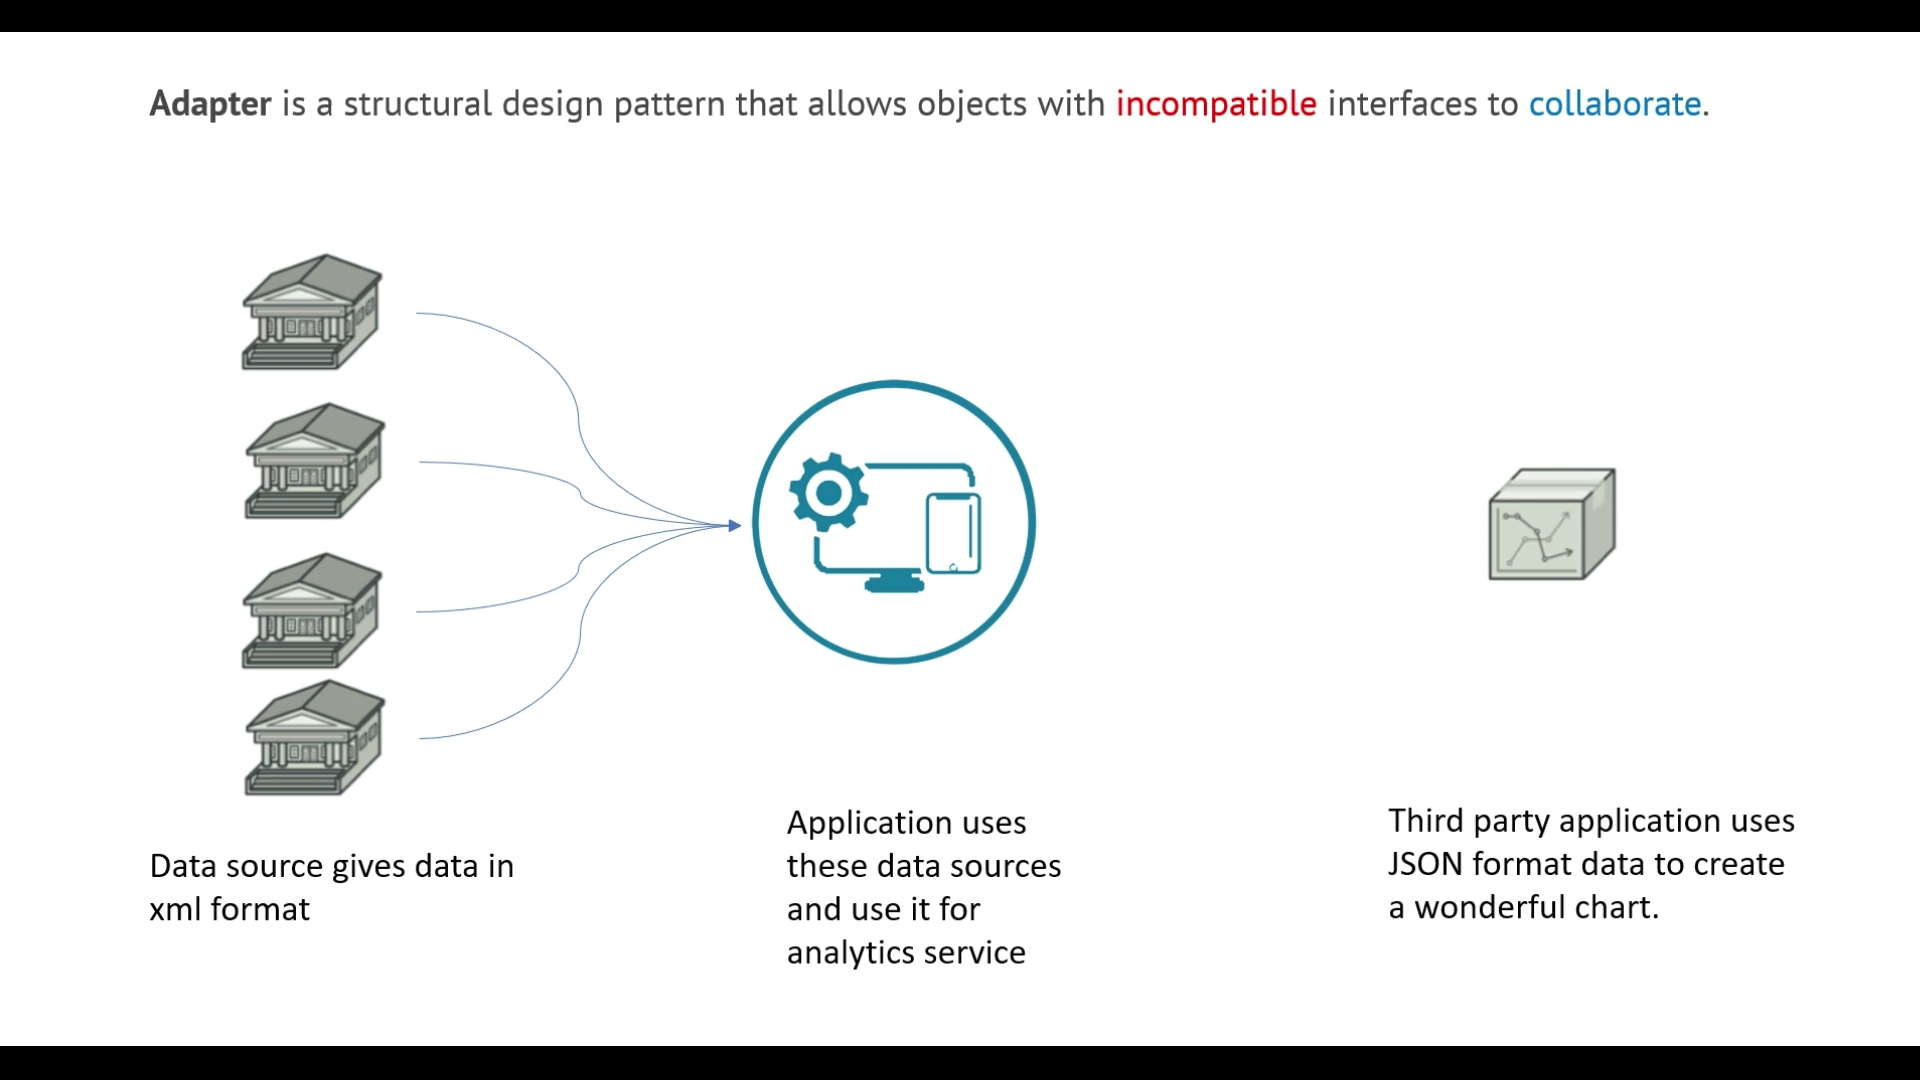 Adapter is a structural design pattern that allows objects with incompatible interfaces to collaborate.
Data source gives data in
xml format
Application uses
these data sources
and use it for
analytics service
Third party application uses
JSON format data to create
a wonderful chart.